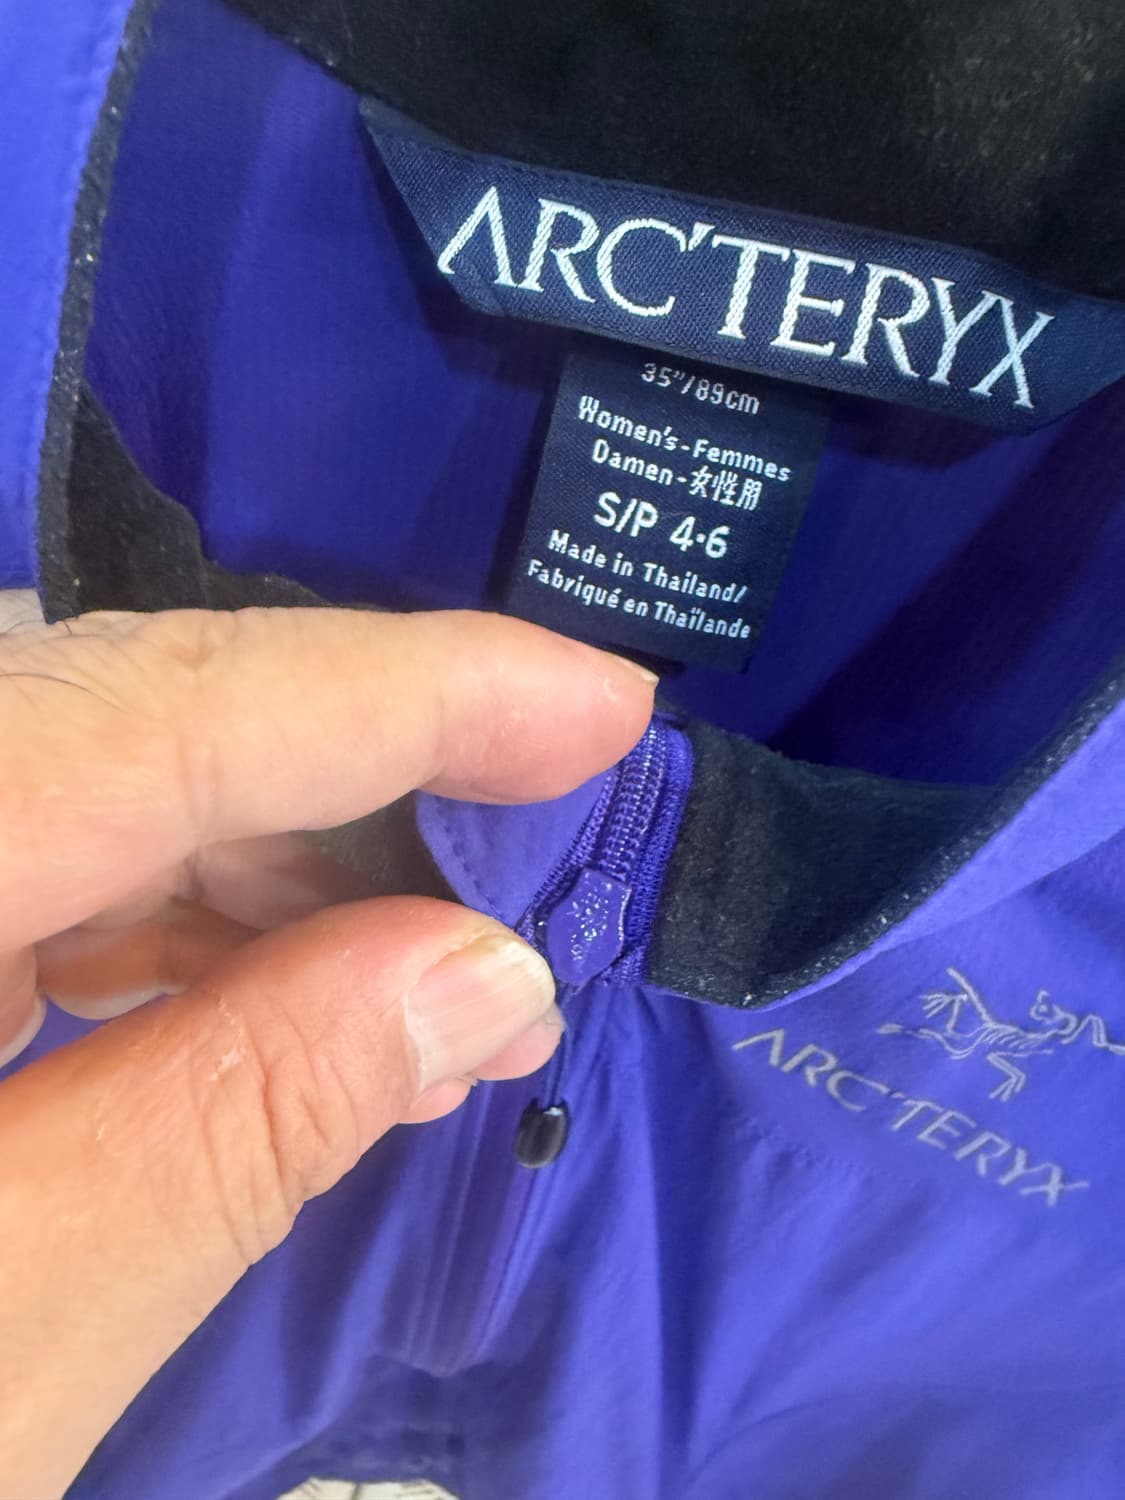 ARC'TERYX
35"/89cm
Women's-Femmes
Damen-女性用
S/P 4·6
Made in Thailand/
Fabriqué en Thaïlande
ARC'TERYX